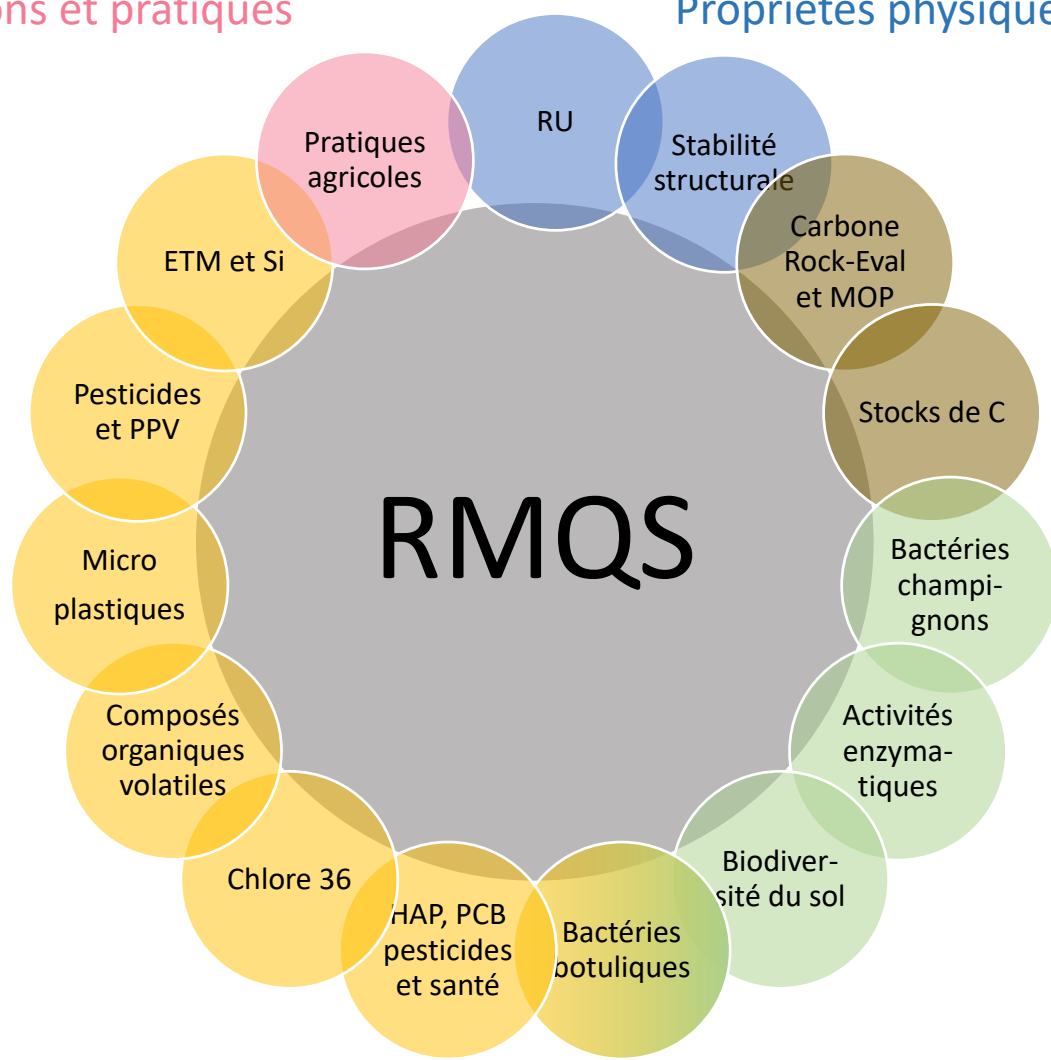 ons et pratiques
Propriétés physique
RU
Stabilité
structurale
Carbone
Rock-Eval
et MOP
Stocks de C
Bactéries
champi-
gnons
Activités
enzyma-
tiques
Biodiver-
sité du sol
Bactéries
botuliques
HAP, PCB
pesticides
et santé
Chlore 36
Composés
organiques
volatiles
Micro
plastiques
Pesticides
et PPV
ETM et Si
Pratiques
agricoles
RMQS